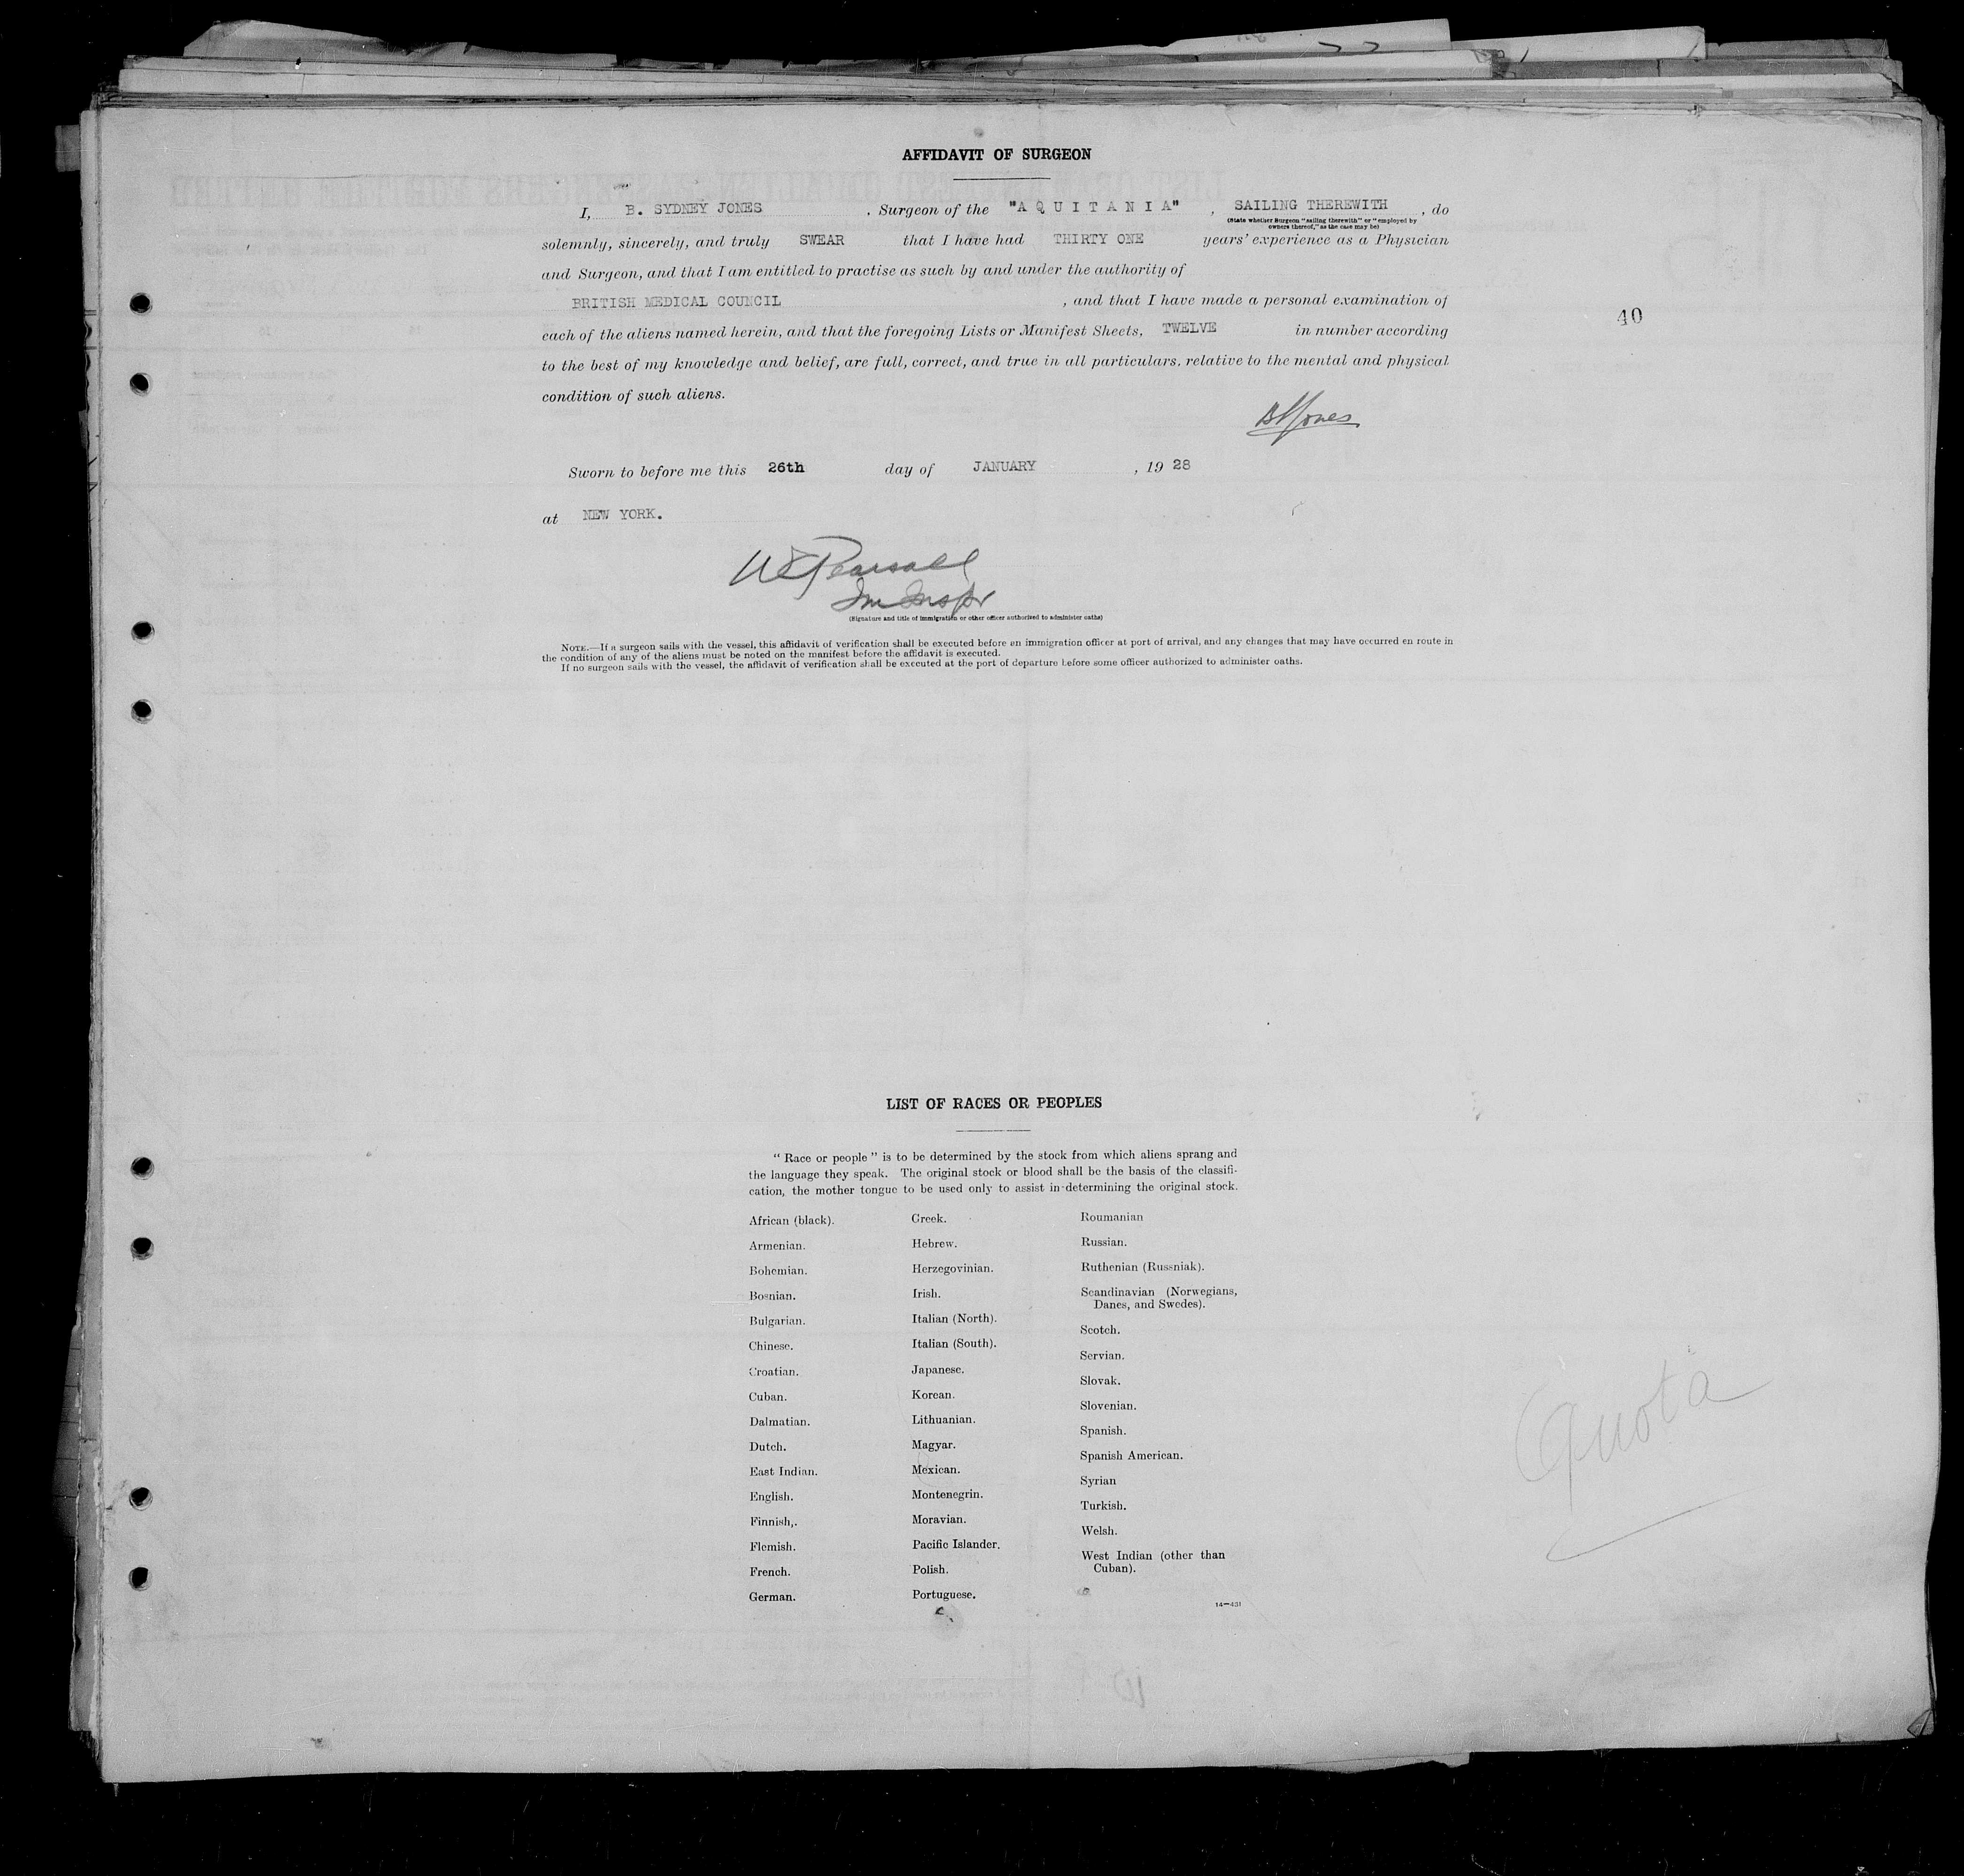 AFFIDAVIT OF SURGEON
I, B. SYDNEY JONES , Surgeon of the "A Q U I T A N I A" , SAILING THEREWITH , do
(State whether Surgeon "sailing therewith" or "employed by
owners thereof," as the case may be)
solemnly, sincerely, and truly SWEAR that I have had THIRTY ONE years' experience as a Physician
and Surgeon, and that I am entitled to practise as such by and under the authority of
BRITISH MEDICAL COUNCIL , and that I have made a personal examination of
40
each of the aliens named herein, and that the foregoing Lists or Manifest Sheets, TWELVE in number according
to the best of my knowledge and belief, are full, correct, and true in all particulars, relative to the mental and physical
condition of such aliens.
BSJones
Sworn to before me this 26th day of JANUARY , 19 28
at NEW YORK.
WE Pearsall
Im Inspr
(Signature and title of immigration or other officer authorized to administer oaths)
NOTE.—If a surgeon sails with the vessel, this affidavit of verification shall be executed before an immigration officer at port of arrival, and any changes that may have occurred en route in
the condition of any of the aliens must be noted on the manifest before the affidavit is executed.
If no surgeon sails with the vessel, the affidavit of verification shall be executed at the port of departure before some officer authorized to administer oaths.
LIST OF RACES OR PEOPLES
"Race or people" is to be determined by the stock from which aliens sprang and
the language they speak. The original stock or blood shall be the basis of the classifi-
cation, the mother tongue to be used only to assist in determining the original stock.
African (black).
Armenian.
Bohemian.
Bosnian.
Bulgarian.
Chinese.
Croatian.
Cuban.
Dalmatian.
Dutch.
East Indian.
English.
Finnish,.
Flemish.
French.
German.
Greek.
Hebrew.
Herzegovinian.
Irish.
Italian (North).
Italian (South).
Japanese.
Korean.
Lithuanian.
Magyar.
Mexican.
Montenegrin.
Moravian.
Pacific Islander.
Polish.
Portuguese.
Roumanian
Russian.
Ruthenian (Russniak).
Scandinavian (Norwegians,
Danes, and Swedes).
Scotch.
Servian.
Slovak.
Slovenian.
Spanish.
Spanish American.
Syrian
Turkish.
Welsh.
West Indian (other than
Cuban).
14—431
Quota